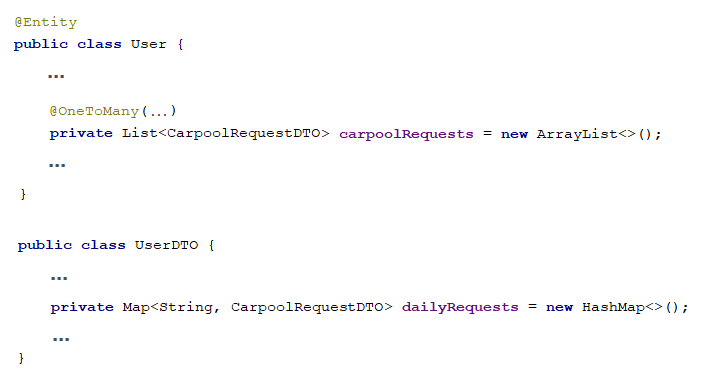 @Entity
public class User {
...
@OneToMany(...)
private List<CarpoolRequestDTO> carpoolRequests = new ArrayList<>();
...
}
public class UserDTO {
...
private Map<String, CarpoolRequestDTO> dailyRequests = new HashMap<>();
...
}